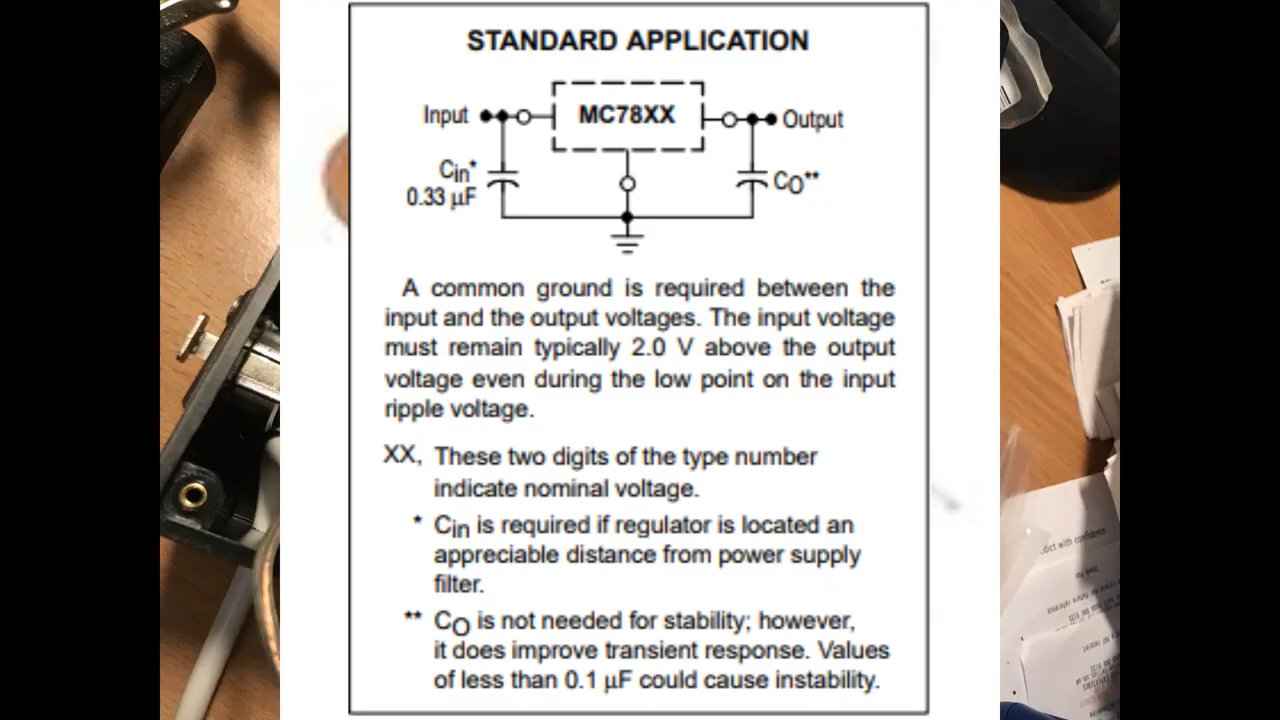 STANDARD APPLICATION
Input
MC78XX
Output
Cin*
0.33 µF
CO**
A common ground is required between the
input and the output voltages. The input voltage
must remain typically 2.0 V above the output
voltage even during the low point on the input
ripple voltage.
XX, These two digits of the type number
indicate nominal voltage.
* Cin is required if regulator is located an
appreciable distance from power supply
filter.
** CO is not needed for stability; however,
it does improve transient response. Values
of less than 0.1 µF could cause instability.
dict with confidence